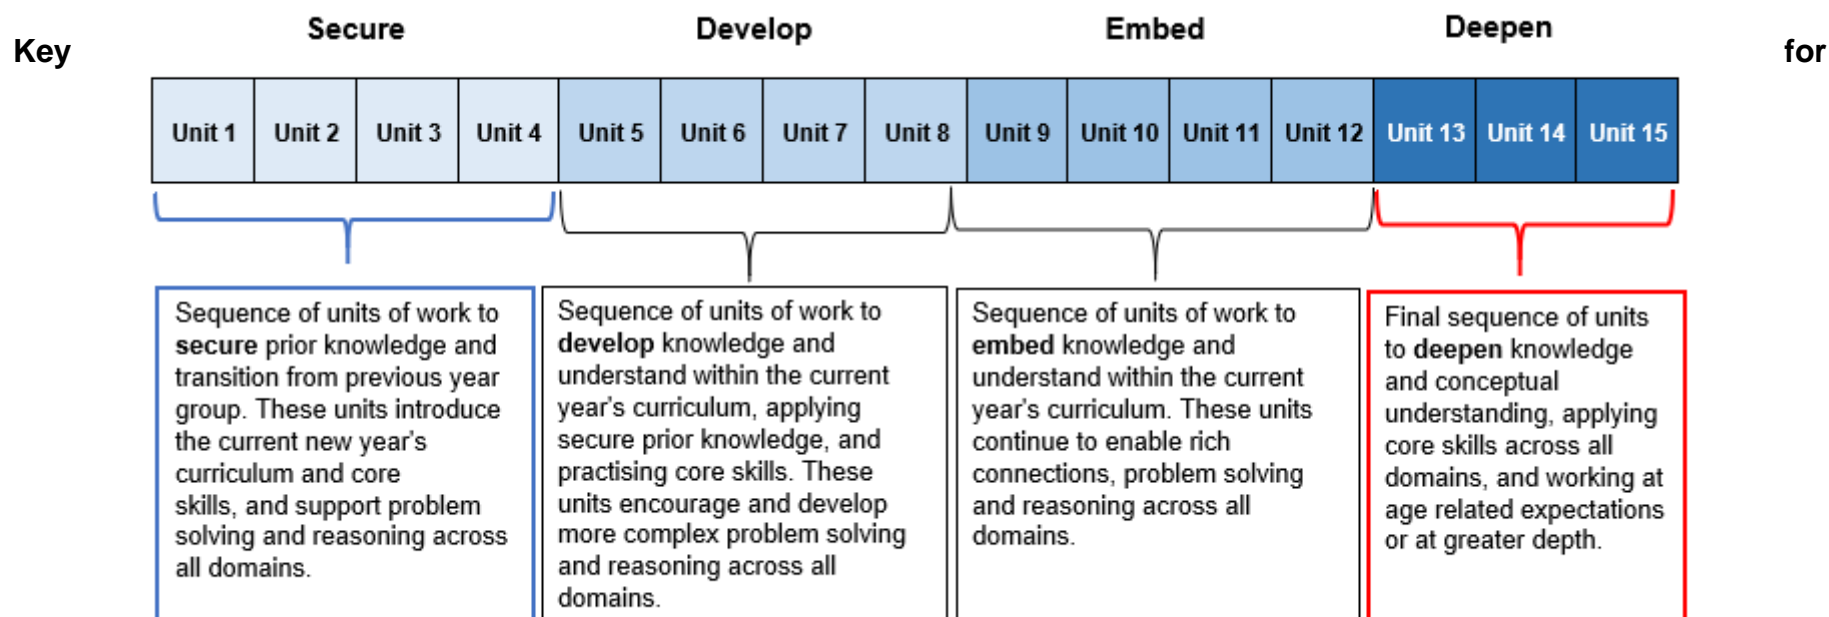 Secure Develop Embed Deepen
Key for
Unit 1 Unit 2 Unit 3 Unit 4 Unit 5 Unit 6 Unit 7 Unit 8 Unit 9 Unit 10 Unit 11 Unit 12 Unit 13 Unit 14 Unit 15
Sequence of units of work to
secure prior knowledge and
transition from previous year
group. These units introduce
the current new year's
curriculum and core
skills, and support problem
solving and reasoning across
all domains.
Sequence of units of work to
develop knowledge and
understand within the current
year's curriculum, applying
secure prior knowledge, and
practising core skills. These
units encourage and develop
more complex problem solving
and reasoning across all
domains.
Sequence of units of work to
embed knowledge and
understand within the current
year's curriculum. These units
continue to enable rich
connections, problem solving
and reasoning across all
domains.
Final sequence of units
to deepen knowledge
and conceptual
understanding, applying
core skills across all
domains, and working at
age related expectations
or at greater depth.